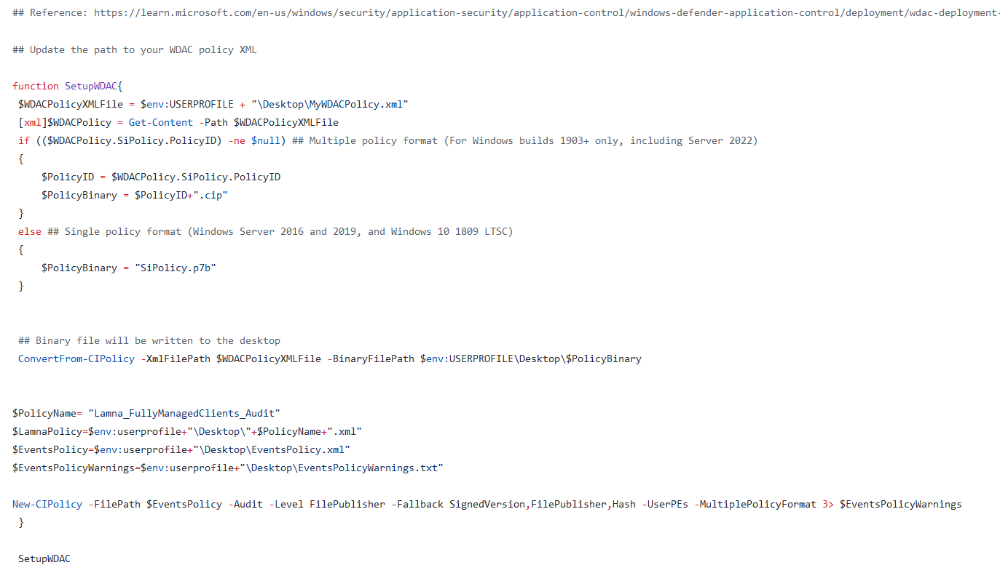 ## Reference: https://learn.microsoft.com/en-us/windows/security/application-security/application-control/windows-defender-application-control/deployment/wdac-deployment-
## Update the path to your WDAC policy XML
function SetupWDAC{
$WDACPolicyXMLFile = $env:USERPROFILE + "\Desktop\MyWDACPolicy.xml"
[xml]$WDACPolicy = Get-Content -Path $WDACPolicyXMLFile
if (($WDACPolicy.SiPolicy.PolicyID) -ne $null) ## Multiple policy format (For Windows builds 1903+ only, including Server 2022)
{
$PolicyID = $WDACPolicy.SiPolicy.PolicyID
$PolicyBinary = $PolicyID+".cip"
}
else ## Single policy format (Windows Server 2016 and 2019, and Windows 10 1809 LTSC)
{
$PolicyBinary = "SiPolicy.p7b"
}
## Binary file will be written to the desktop
ConvertFrom-CIPolicy -XmlFilePath $WDACPolicyXMLFile -BinaryFilePath $env:USERPROFILE\Desktop\$PolicyBinary
$PolicyName= "Lamna_FullyManagedClients_Audit"
$LamnaPolicy=$env:userprofile+"\Desktop\"+$PolicyName+".xml"
$EventsPolicy=$env:userprofile+"\Desktop\EventsPolicy.xml"
$EventsPolicyWarnings=$env:userprofile+"\Desktop\EventsPolicyWarnings.txt"
New-CIPolicy -FilePath $EventsPolicy -Audit -Level FilePublisher -Fallback SignedVersion,FilePublisher,Hash -UserPEs -MultiplePolicyFormat 3> $EventsPolicyWarnings
}
SetupWDAC